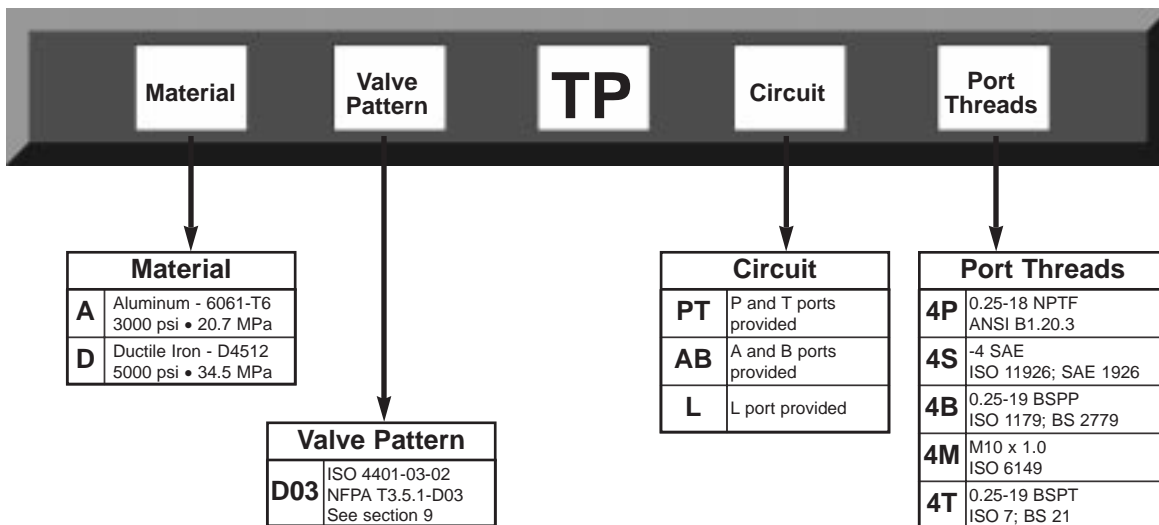 Material
Valve
Pattern
TP
Circuit
Port
Threads
Material
A
Aluminum - 6061-T6
3000 psi • 20.7 MPa
D
Ductile Iron - D4512
5000 psi • 34.5 MPa
Valve Pattern
D03
ISO 4401-03-02
NFPA T3.5.1-D03
See section 9
Circuit
PT
P and T ports
provided
AB
A and B ports
provided
L
L port provided
Port Threads
4P
0.25-18 NPTF
ANSI B1.20.3
4S
-4 SAE
ISO 11926; SAE 1926
4B
0.25-19 BSPP
ISO 1179; BS 2779
4M
M10 x 1.0
ISO 6149
4T
0.25-19 BSPT
ISO 7; BS 21